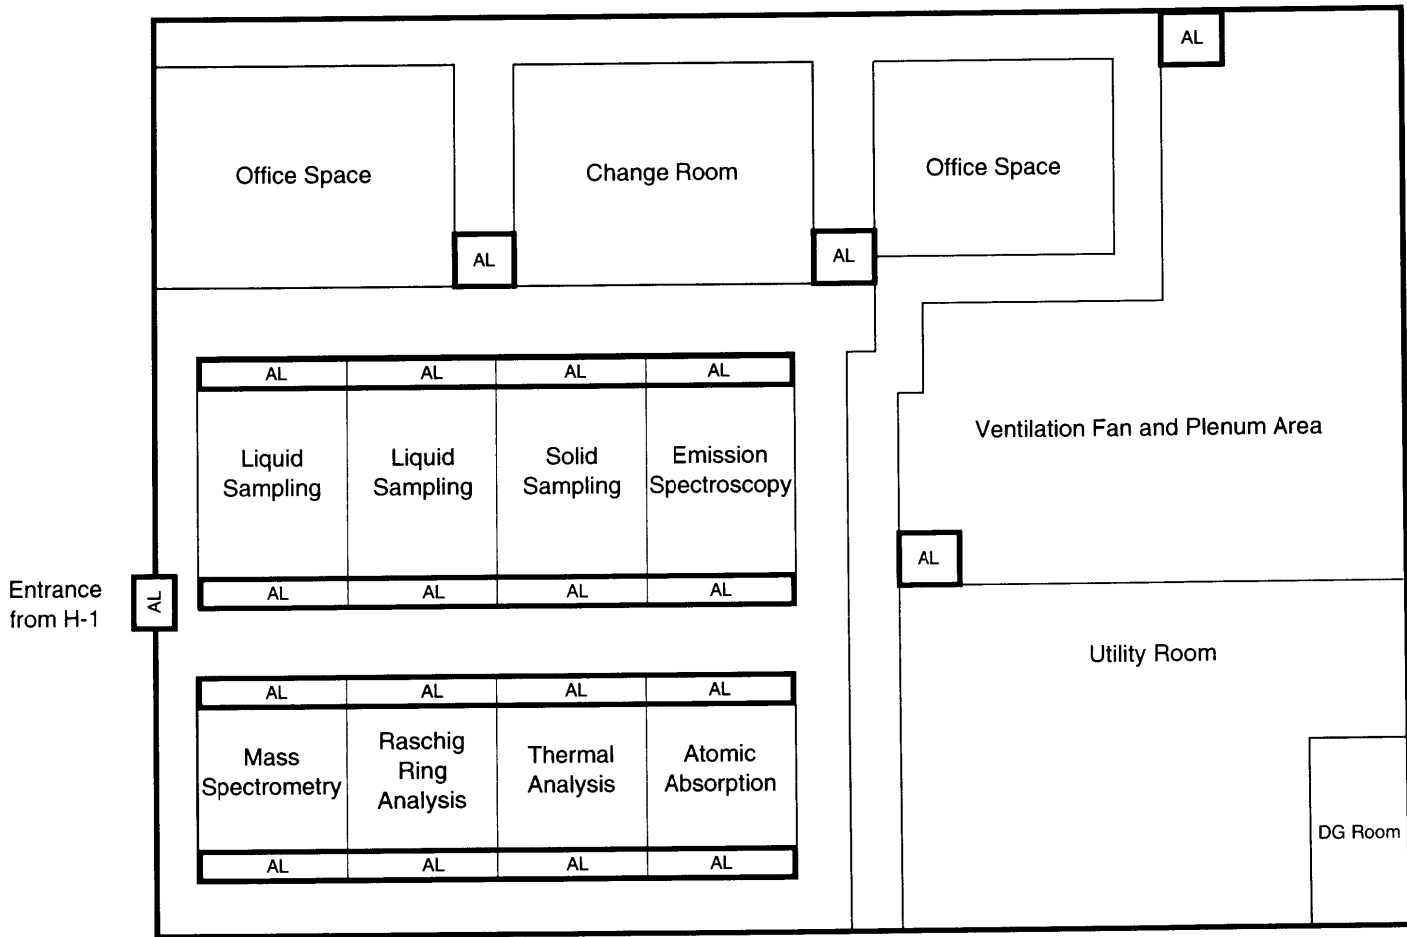 AL
Office Space
Change Room
Office Space
AL
AL
AL AL AL AL
Liquid
Sampling
Liquid
Sampling
Solid
Sampling
Emission
Spectroscopy
Ventilation Fan and Plenum Area
AL
AL AL AL AL
Entrance
from H-1
AL
Utility Room
AL AL AL AL
Mass
Spectrometry
Raschig
Ring
Analysis
Thermal
Analysis
Atomic
Absorption
DG Room
AL AL AL AL